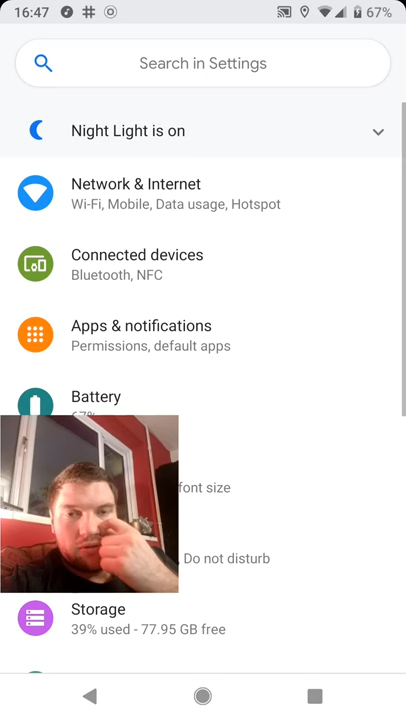 16:47
67%
Search in Settings
Night Light is on
Network & Internet
Wi-Fi, Mobile, Data usage, Hotspot
Connected devices
Bluetooth, NFC
Apps & notifications
Permissions, default apps
Battery
67%
font size
, Do not disturb
Storage
39% used - 77.95 GB free